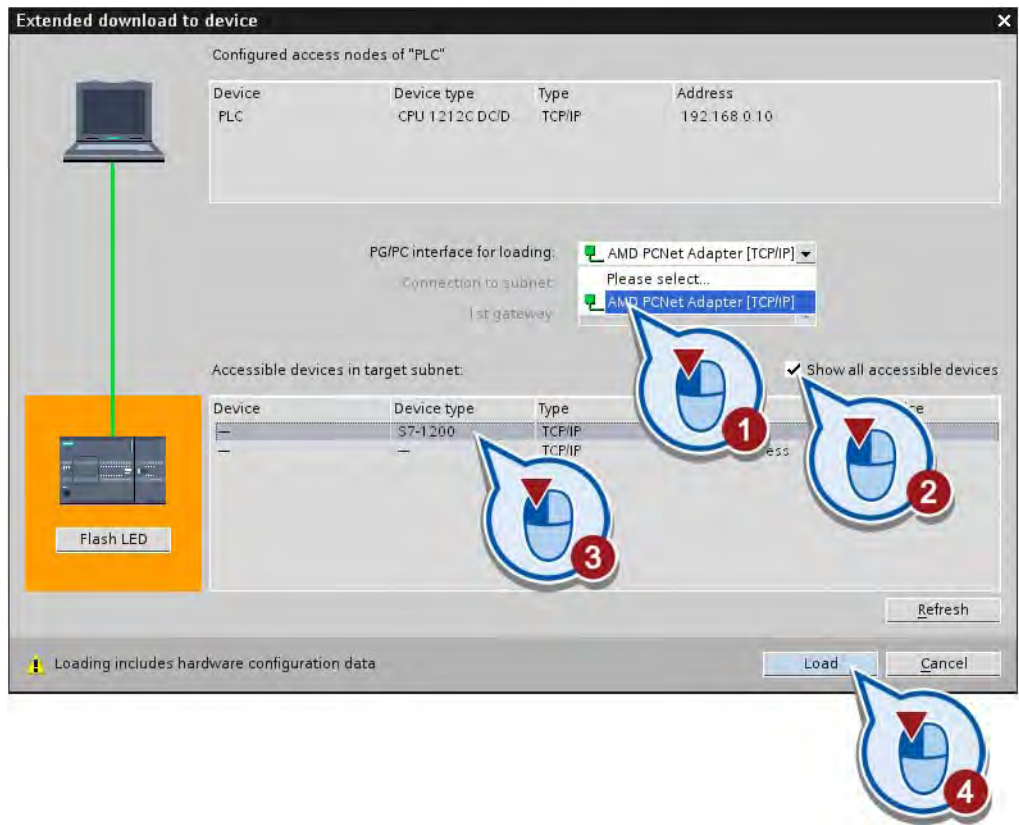 Extended download to device
Configured access nodes of "PLC"
Device Device type Type Address
PLC CPU 1212C DC/D TCP/IP 192.168.0.10
PG/PC interface for loading: AMD PCNet Adapter [TCP/IP]
Please select...
Connection to subnet:
AMD PCNet Adapter [TCP/IP]
1st gateway:
Accessible devices in target subnet: Show all accessible devices
Device Device type Type
— S7-1200 TCP/IP
— — TCP/IP
1
2
3
Flash LED
Refresh
Loading includes hardware configuration data Load Cancel
4